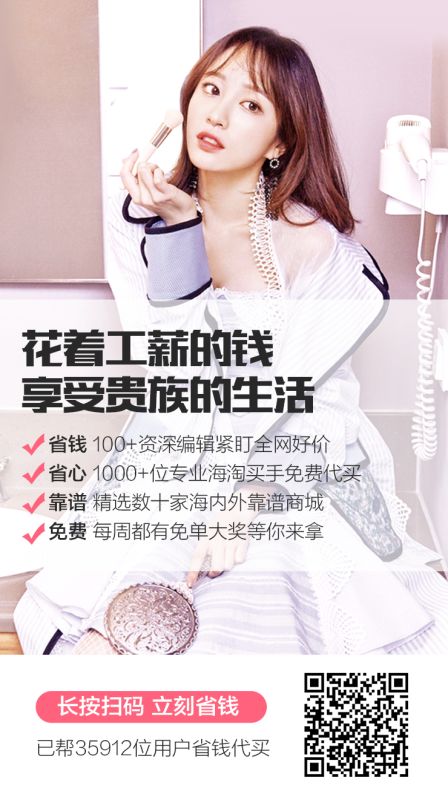 花着工薪的钱
享受贵族的生活
省钱 100+资深编辑紧盯全网好价
省心 1000+位专业海淘买手免费代买
靠谱 精选数十家海内外靠谱商城
免费 每周都有免单大奖等你来拿
长按扫码 立刻省钱
已帮35912位用户省钱代买